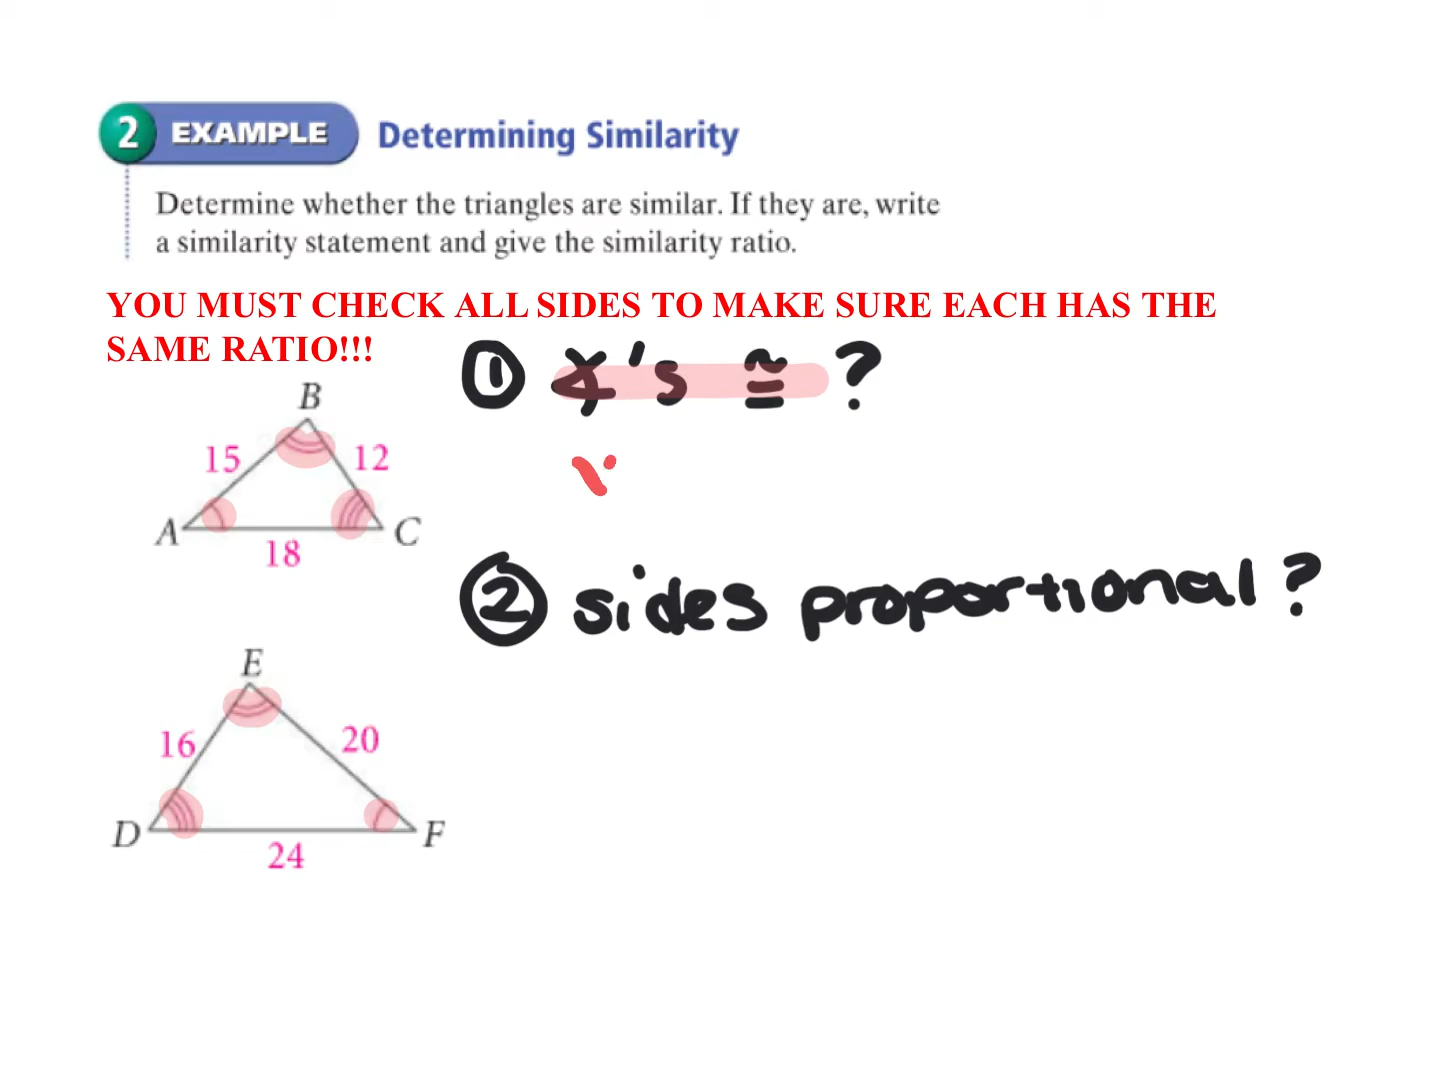 2 EXAMPLE Determining Similarity
Determine whether the triangles are similar. If they are, write
a similarity statement and give the similarity ratio.
YOU MUST CHECK ALL SIDES TO MAKE SURE EACH HAS THE
SAME RATIO!!!
① ∡'s ≅ ?
B
15 12
A C
18
② sides proportional?
E
16 20
D F
24